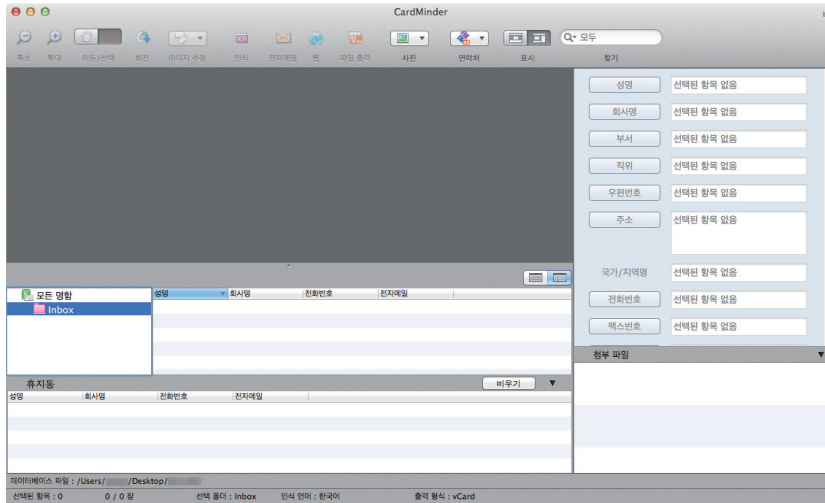 CardMinder
모두
축소 확대 이동/선택 회전 이미지 수정 인식 전자메일 웹 파일 출력 사진 연락처 표시 찾기
성명 선택된 항목 없음
회사명 선택된 항목 없음
부서 선택된 항목 없음
직위 선택된 항목 없음
우편번호 선택된 항목 없음
주소 선택된 항목 없음
국가/지역명 선택된 항목 없음
전화번호 선택된 항목 없음
팩스번호 선택된 항목 없음
첨부 파일
모든 명함
Inbox
성명 회사명 전화번호 전자메일
휴지통 비우기
성명 회사명 전화번호 전자메일
데이터베이스 파일 : /Users/ /Desktop/
선택된 항목 : 0 0 / 0 장 선택 폴더 : Inbox 인식 언어 : 한국어 출력 형식 : vCard